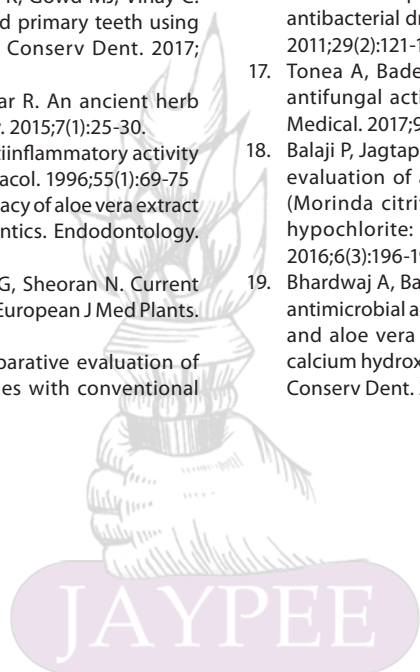 R, Gowd MS, Vinay C.
d primary teeth using
Conserv Dent. 2017;
ar R. An ancient herb
. 2015;7(1):25-30.
tiinflammatory activity
acol. 1996;55(1):69-75
acy of aloe vera extract
ntics. Endodontology.
G, Sheoran N. Current
European J Med Plants.
parative evaluation of
es with conventional
antibacterial dr
2011;29(2):121-1
17. Tonea A, Bade
antifungal acti
Medical. 2017;9
18. Balaji P, Jagtap
evaluation of a
(Morinda citri
hypochlorite:
2016;6(3):196-19
19. Bhardwaj A, Ba
antimicrobial a
and aloe vera
calcium hydrox
Conserv Dent.
JAYPEE